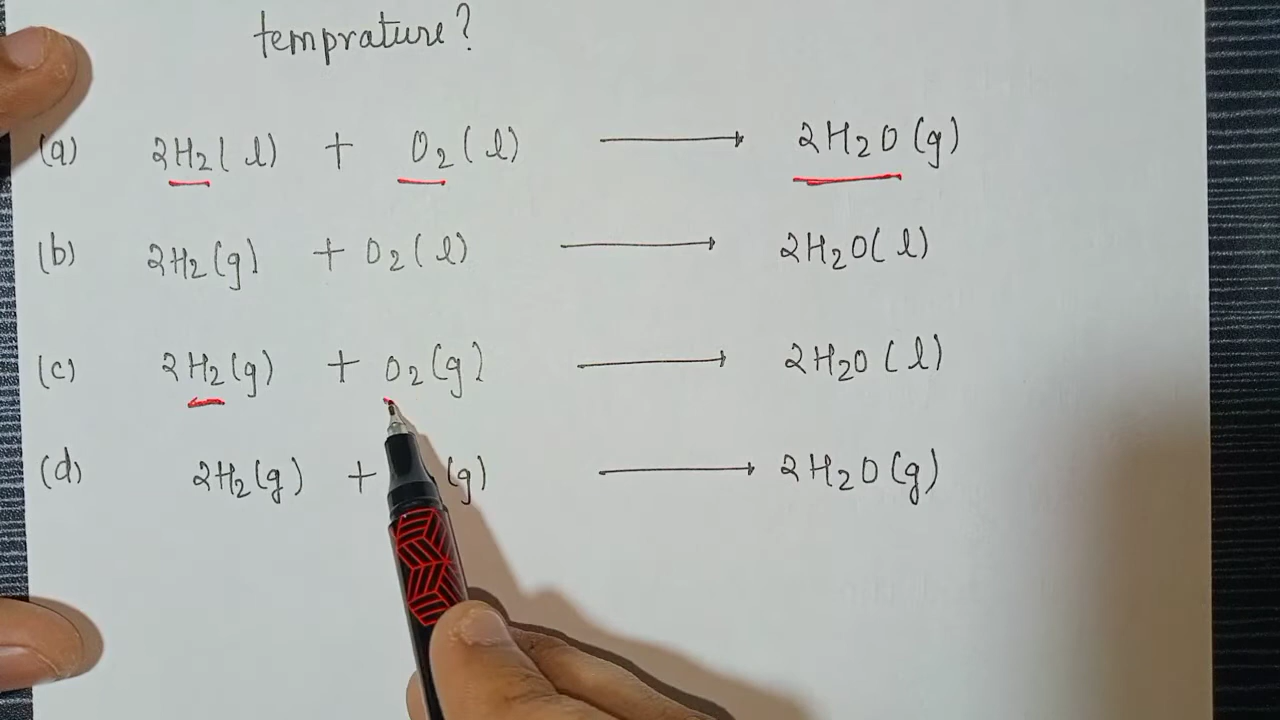 temprature?
(a) 2H2(l) + O2(l) → 2H2O(g)
(b) 2H2(g) + O2(l) → 2H2O(l)
(c) 2H2(g) + O2(g) → 2H2O(l)
(d) 2H2(g) + (g) → 2H2O(g)